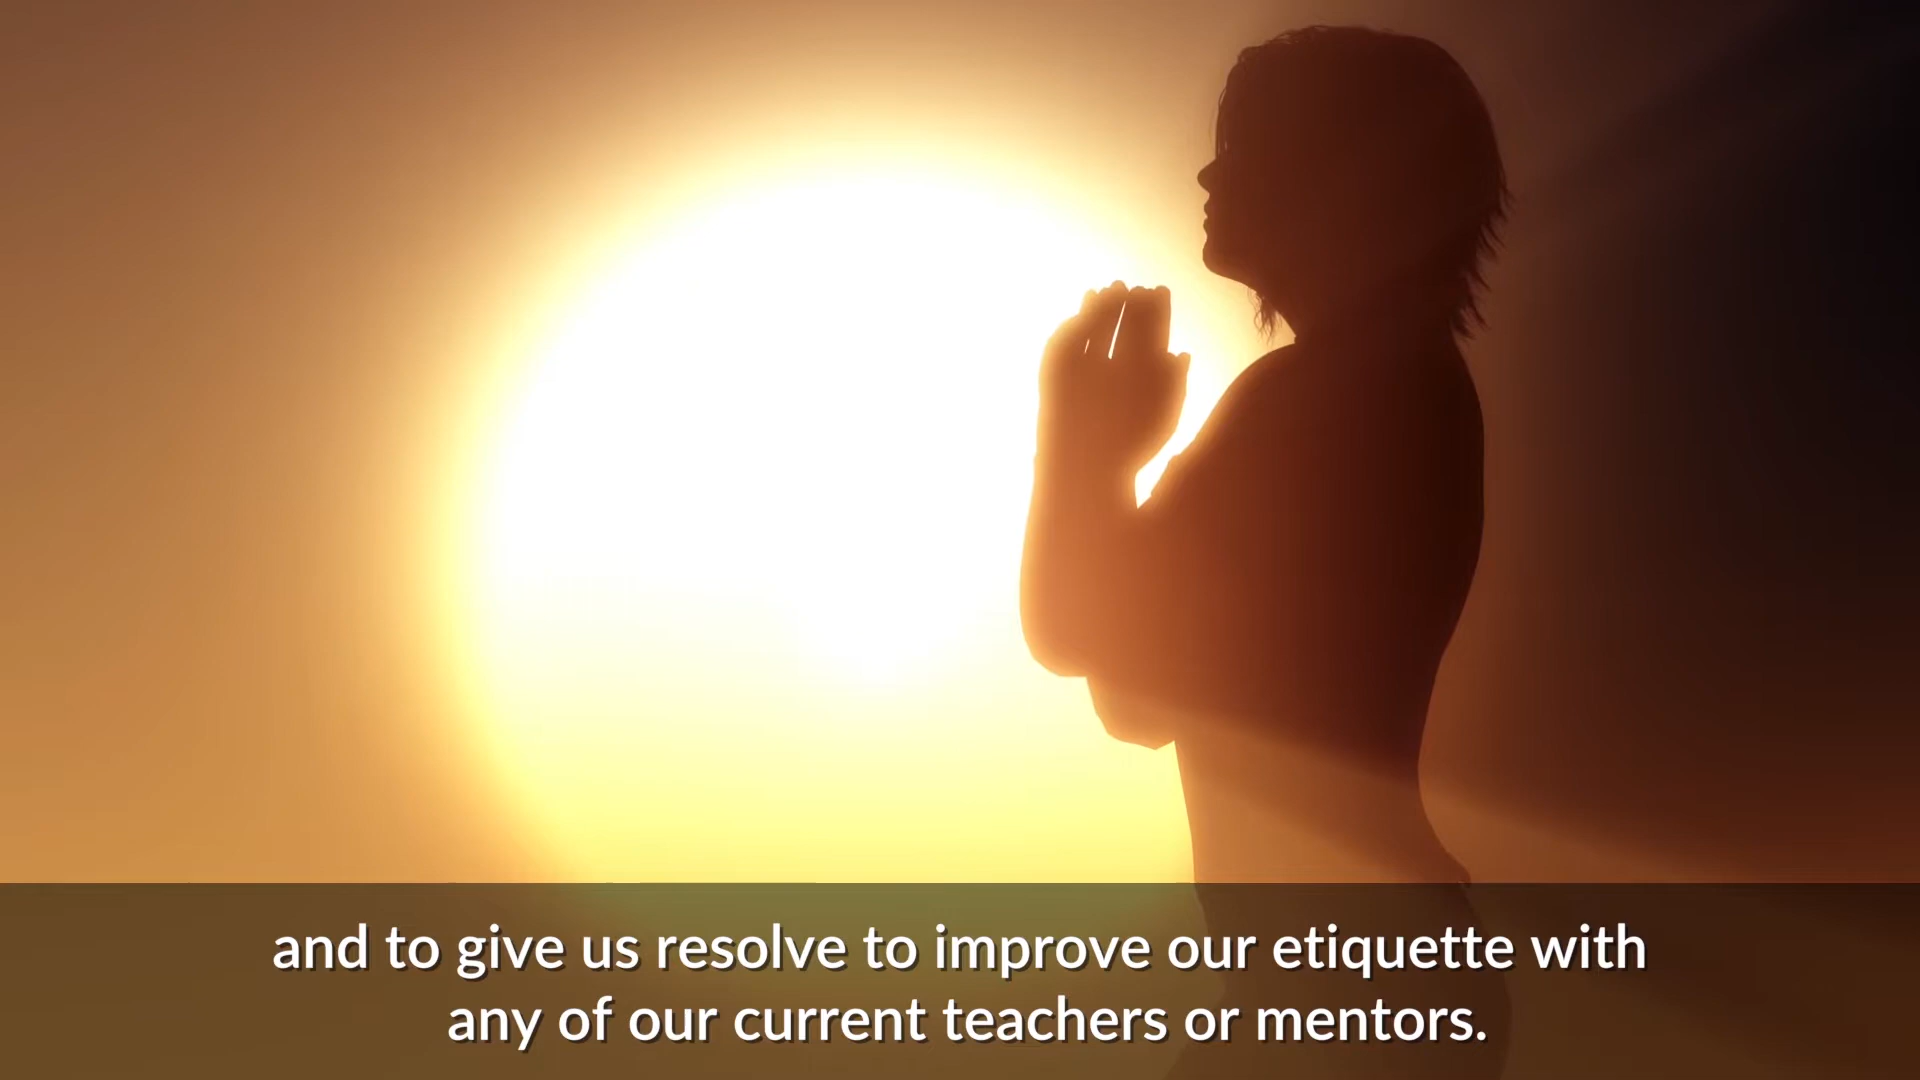 and to give us resolve to improve our etiquette with
any of our current teachers or mentors.